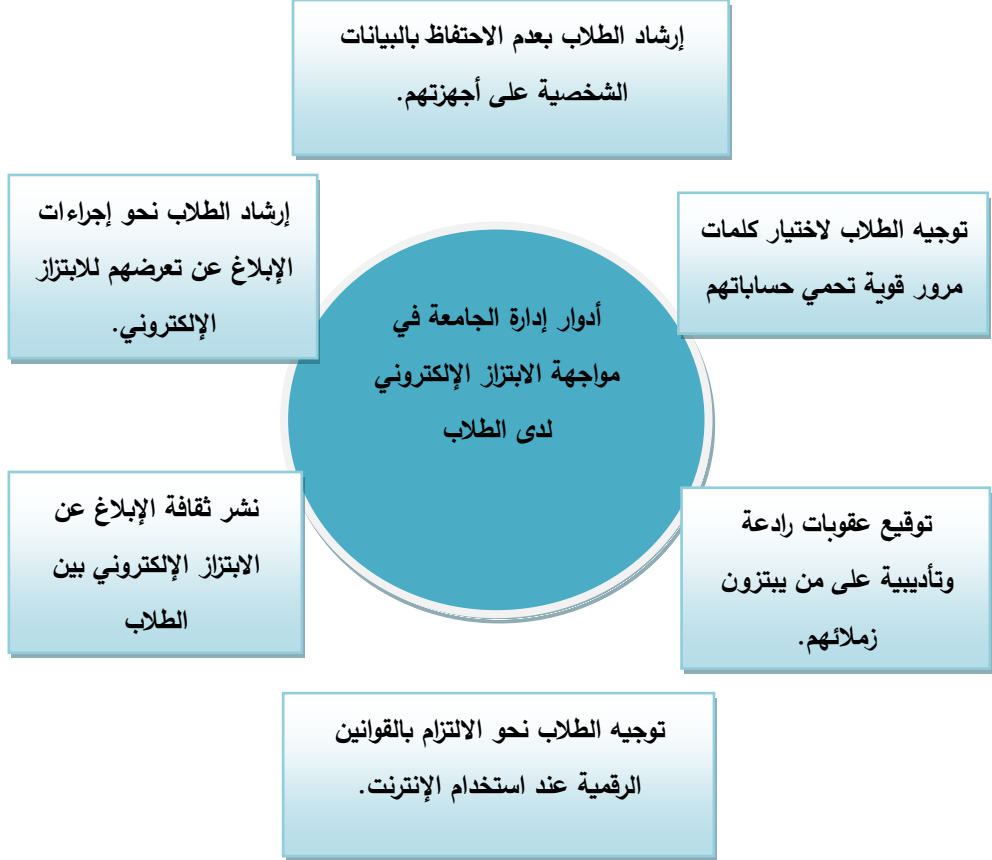 إرشاد الطلاب بعدم الاحتفاظ بالبيانات
الشخصية على أجهزتهم.
توجيه الطلاب لاختيار كلمات
مرور قوية تحمي حساباتهم
إرشاد الطلاب نحو إجراءات
الإبلاغ عن تعرضهم للابتزاز
الإلكتروني.
أدوار إدارة الجامعة في
مواجهة الابتزاز الإلكتروني
لدى الطلاب
توقيع عقوبات رادعة
وتأديبية على من يبتزون
زملائهم.
نشر ثقافة الإبلاغ عن
الابتزاز الإلكتروني بين
الطلاب
توجيه الطلاب نحو الالتزام بالقوانين
الرقمية عند استخدام الإنترنت.